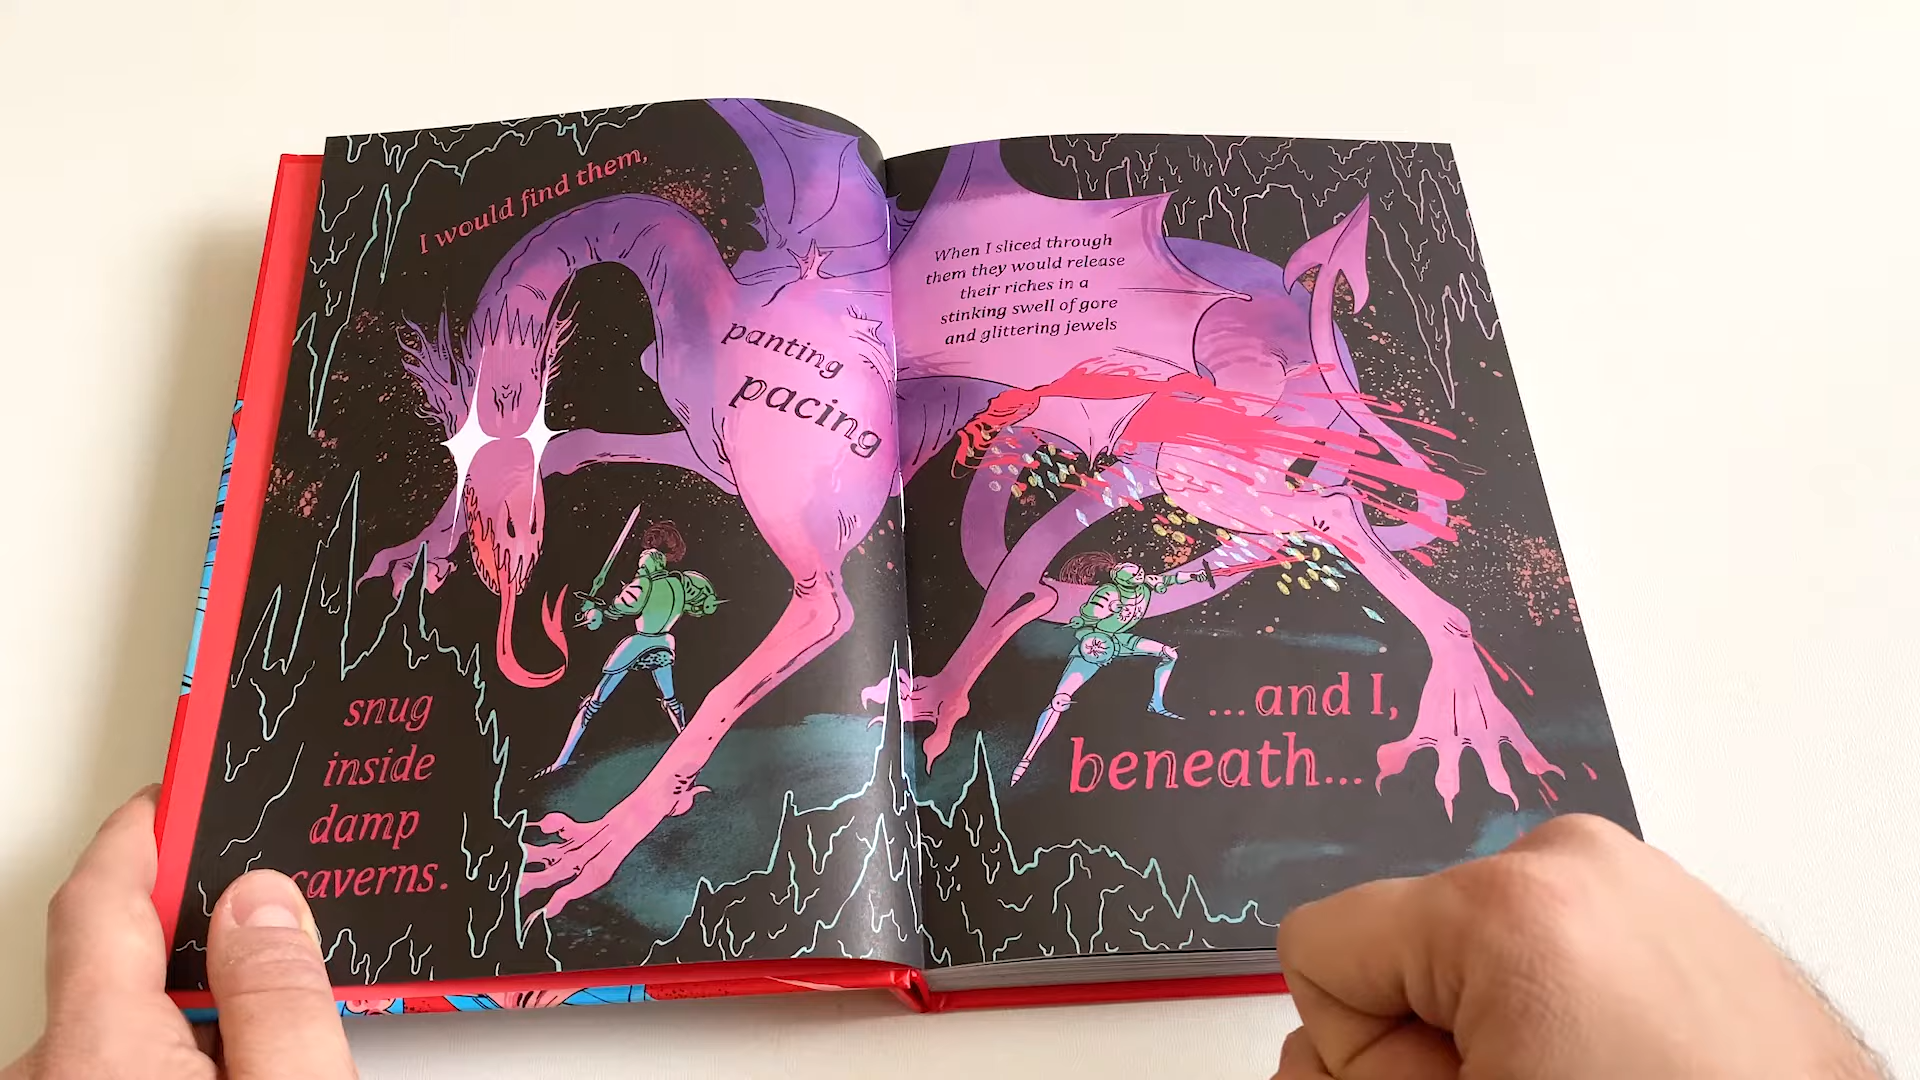 I would find them,
panting
pacing
snug
inside
damp
caverns.
When I sliced through
them they would release
their riches in a
stinking swell of gore
and glittering jewels
...and I,
beneath...